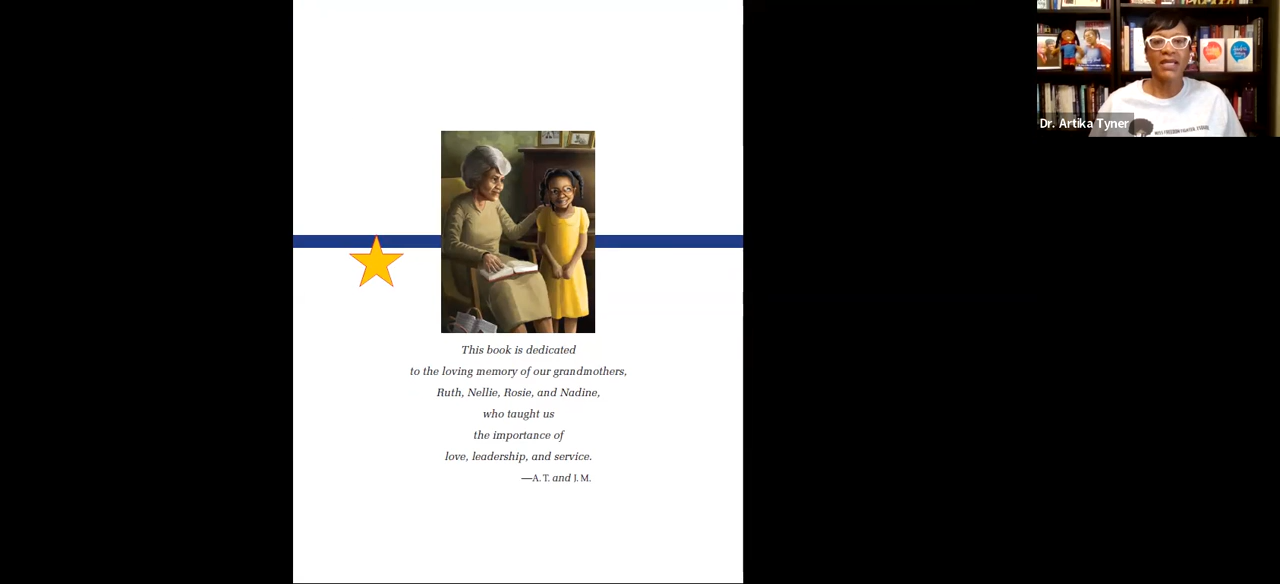 This book is dedicated
to the loving memory of our grandmothers,
Ruth, Nellie, Rosie, and Nadine,
who taught us
the importance of
love, leadership, and service.
—A. T. and J. M.
Dr. Artika Tyner